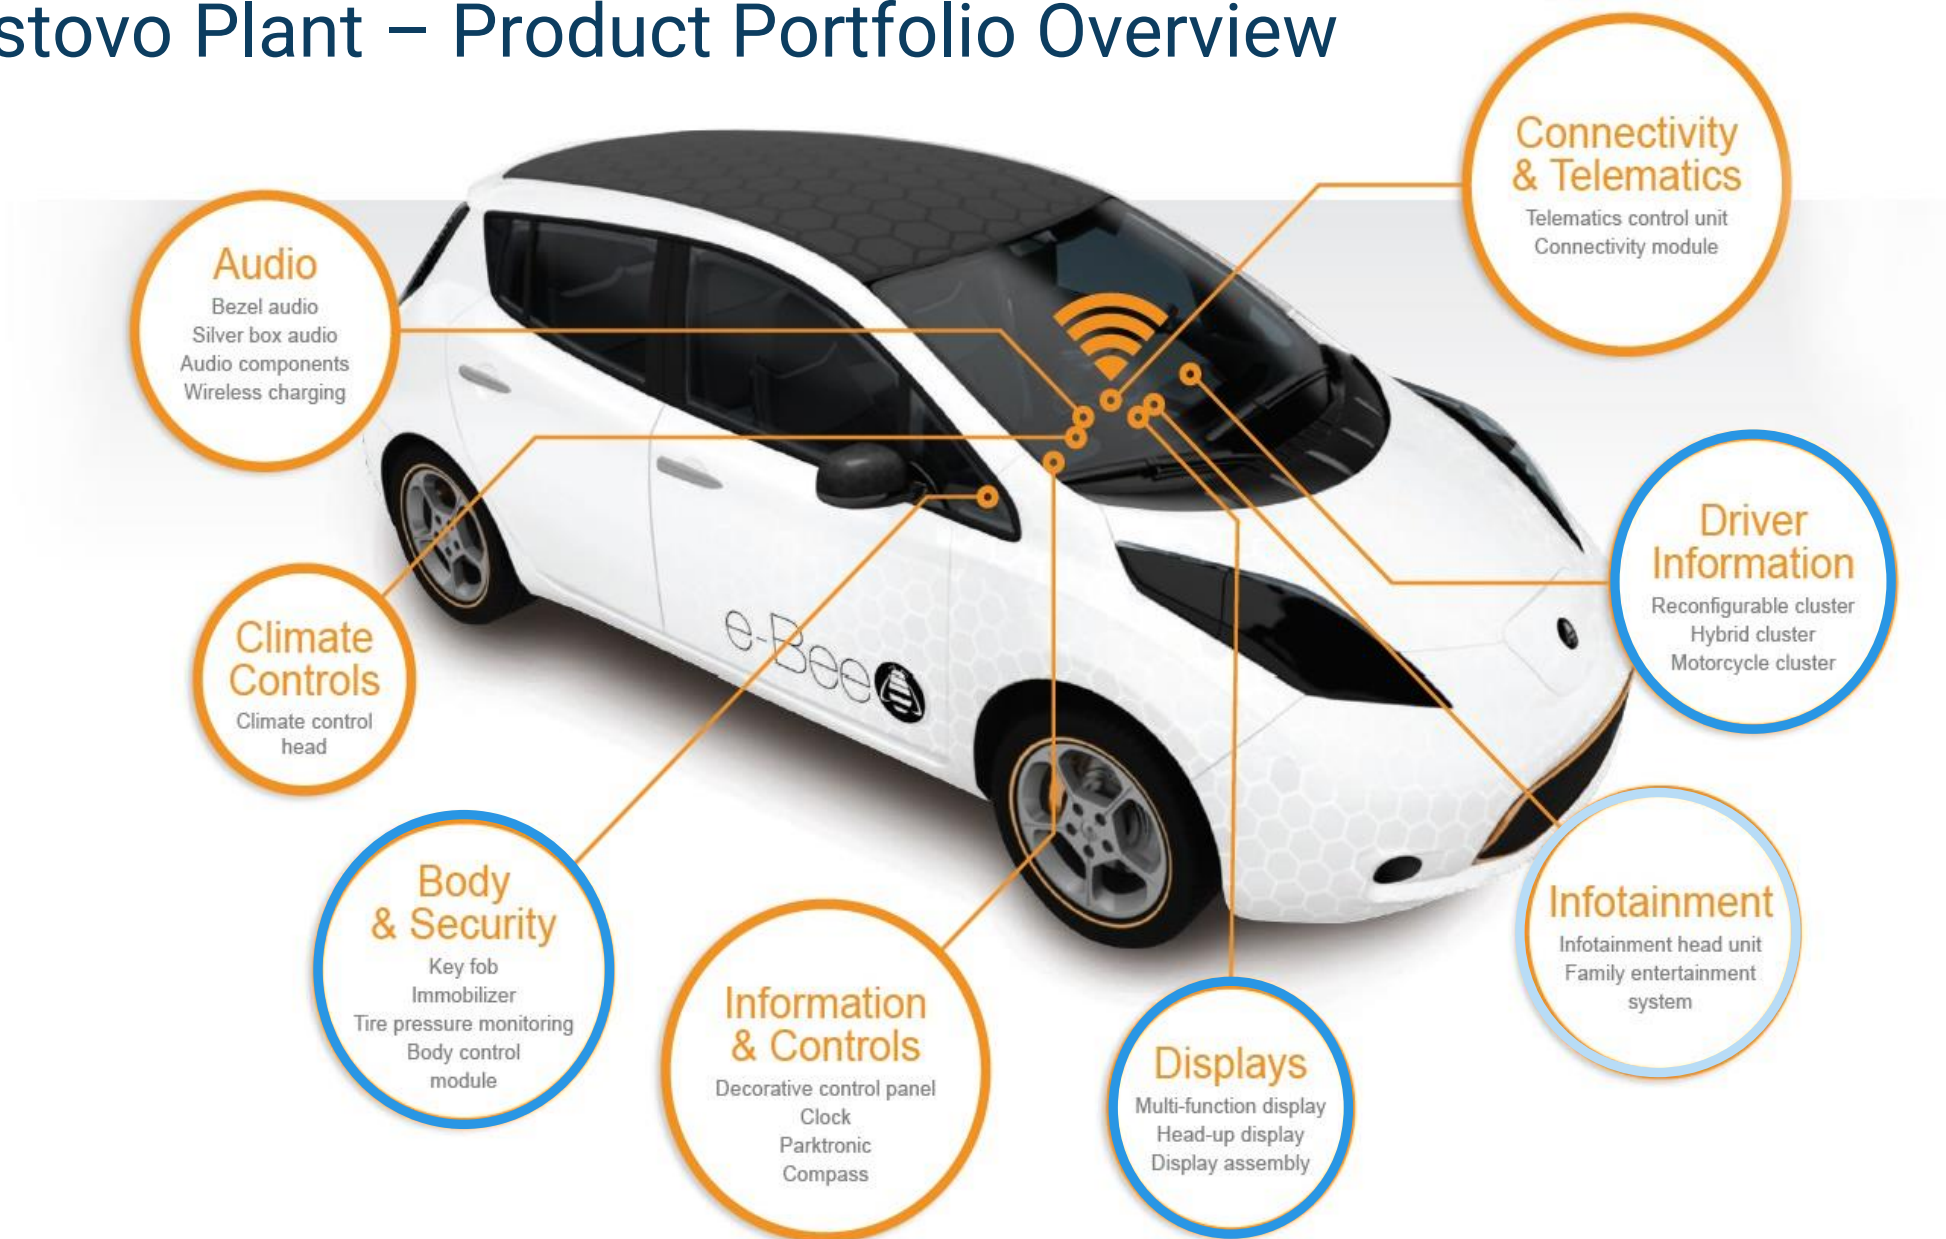 stovo Plant – Product Portfolio Overview
Connectivity
& Telematics
Telematics control unit
Connectivity module
Audio
Bezel audio
Silver box audio
Audio components
Wireless charging
Driver
Information
Reconfigurable cluster
Hybrid cluster
Motorcycle cluster
Climate
Controls
Climate control
head
e-Bee
Body
& Security
Key fob
Immobilizer
Tire pressure monitoring
Body control
module
Information
& Controls
Decorative control panel
Clock
Parktronic
Compass
Displays
Multi-function display
Head-up display
Display assembly
Infotainment
Infotainment head unit
Family entertainment
system